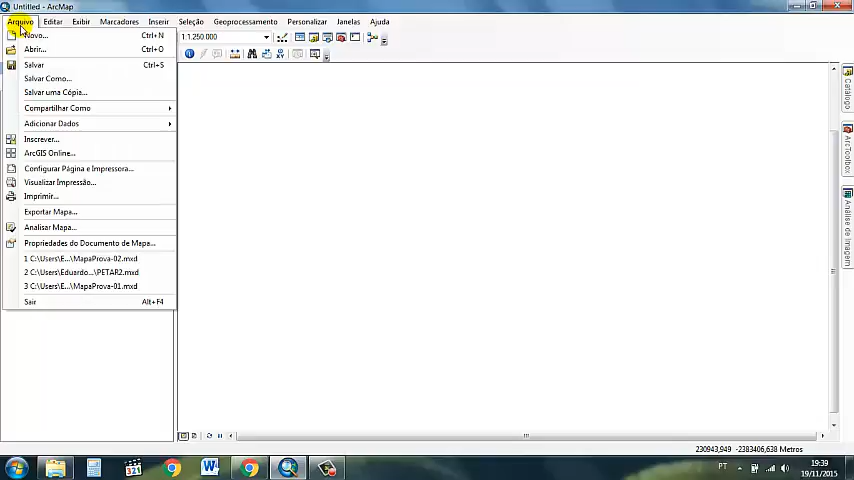 Untitled - ArcMap
Arquivo Editar Exibir Marcadores Inserir Seleção Geoprocessamento Personalizar Janelas Ajuda
Novo... Ctrl+N
1:1.250.000
Abrir... Ctrl+O
Salvar Ctrl+S
Salvar Como...
Salvar uma Cópia...
Compartilhar Como
Adicionar Dados
Inscrever...
ArcGIS Online...
Configurar Página e Impressora...
Visualizar Impressão...
Imprimir...
Exportar Mapa...
Analisar Mapa...
Propriedades do Documento de Mapa...
1 C:\Users\E...\MapaProva-02.mxd
2 C:\Users\Eduardo...\PETAR2.mxd
3 C:\Users\E...\MapaProva-01.mxd
Sair Alt+F4
Catálogo
ArcToolbox
Análise de Imagem
230943,949 -2383406,638 Metros
321
W
PT
19:39
19/11/2015